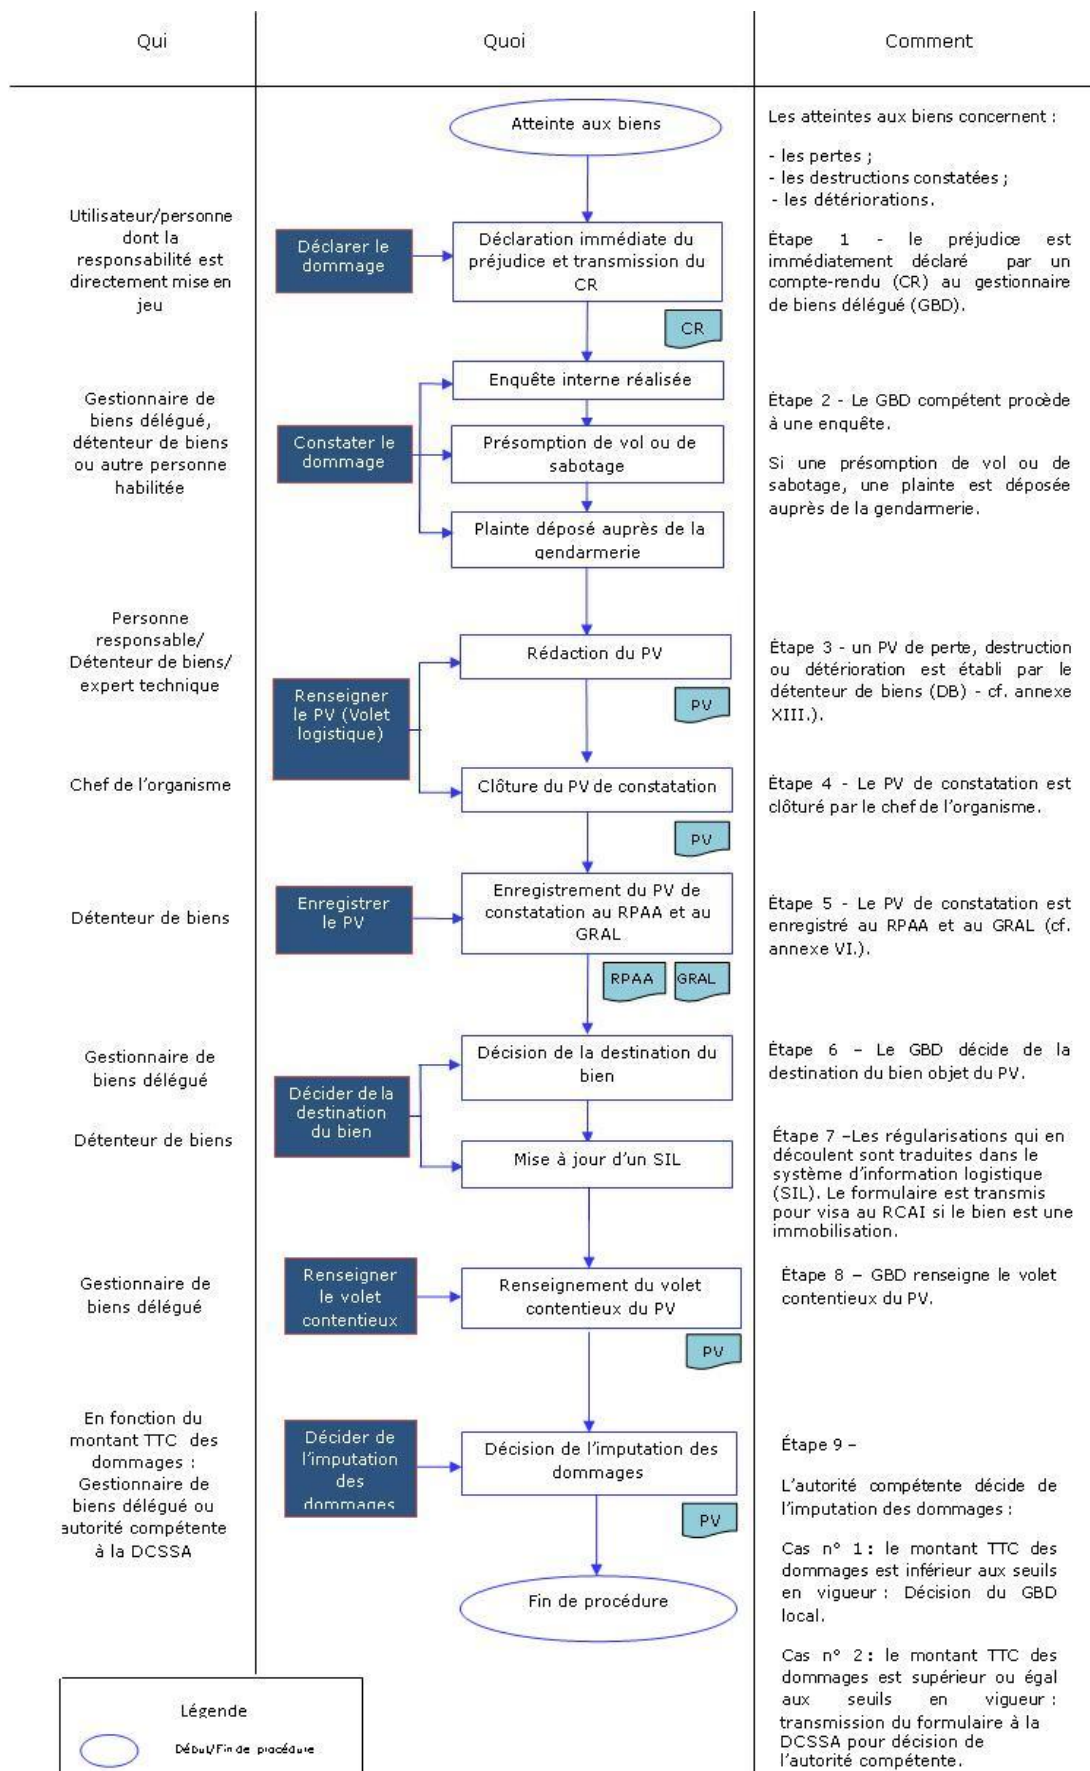 Qui
Quoi
Comment
Atteinte aux biens
Les atteintes aux biens concernent :
- les pertes ;
- les destructions constatées ;
- les détériorations.
Utilisateur/personne
dont la
responsabilité est
directement mise en
jeu
Déclarer le
dommage
Déclaration immédiate du
préjudice et transmission du
CR
CR
Étape 1 - le préjudice est
immédiatement déclaré par un
compte-rendu (CR) au gestionnaire
de biens délégué (GBD).
Gestionnaire de
biens délégué,
détenteur de biens
ou autre personne
habilitée
Constater le
dommage
Enquête interne réalisée
Présomption de vol ou de
sabotage
Plainte déposé auprès de la
gendarmerie
Étape 2 - Le GBD compétent procède
à une enquête.
Si une présomption de vol ou de
sabotage, une plainte est déposée
auprès de la gendarmerie.
Personne
responsable/
Détenteur de biens/
expert technique
Renseigner
le PV (Volet
logistique)
Rédaction du PV
PV
Étape 3 - un PV de perte, destruction
ou détérioration est établi par le
détenteur de biens (DB) - cf. annexe
XIII.).
Chef de l'organisme
Clôture du PV de constatation
PV
Étape 4 - Le PV de constatation est
clôturé par le chef de l'organisme.
Détenteur de biens
Enregistrer
le PV
Enregistrement du PV de
constatation au RPAA et au
GRAL
RPAA
GRAL
Étape 5 - Le PV de constatation est
enregistré au RPAA et au GRAL (cf.
annexe VI.).
Gestionnaire de
biens délégué
Décider de la
destination
du bien
Décision de la destination du
bien
Étape 6 – Le GBD décide de la
destination du bien objet du PV.
Détenteur de biens
Mise à jour d'un SIL
Étape 7 –Les régularisations qui en
découlent sont traduites dans le
système d'information logistique
(SIL). Le formulaire est transmis
pour visa au RCAI si le bien est une
immobilisation.
Gestionnaire de
biens délégué
Renseigner
le volet
contentieux
Renseignement du volet
contentieux du PV
PV
Étape 8 – GBD renseigne le volet
contentieux du PV.
En fonction du
montant TTC des
dommages :
Gestionnaire de
biens délégué ou
autorité compétente
à la DCSSA
Décider de
l'imputation
des
dommages
Décision de l'imputation des
dommages
PV
Étape 9 –
L'autorité compétente décide de
l'imputation des dommages :
Cas n° 1 : le montant TTC des
dommages est inférieur aux seuils
en vigueur : Décision du GBD
local.
Cas n° 2 : le montant TTC des
dommages est supérieur ou égal
aux seuils en vigueur :
transmission du formulaire à la
DCSSA pour décision de
l'autorité compétente.
Fin de procédure
Légende
Début/Fin de procédure